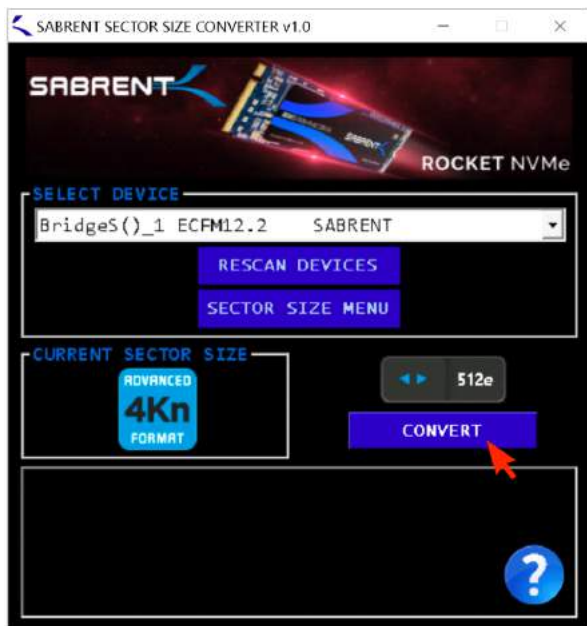 SABRENT SECTOR SIZE CONVERTER v1.0
SABRENT
SABRENT
ROCKET NVMe
SELECT DEVICE
BridgeS()_1 ECFM12.2 SABRENT
RESCAN DEVICES
SECTOR SIZE MENU
CURRENT SECTOR SIZE
ADVANCED
4Kn
FORMAT
512e
CONVERT
?